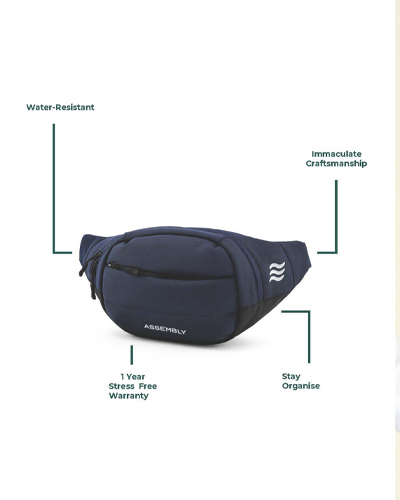 Water-Resistant
Immaculate
Craftsmanship
ASSEMBLY
1 Year
Stress Free
Warranty
Stay
Organise